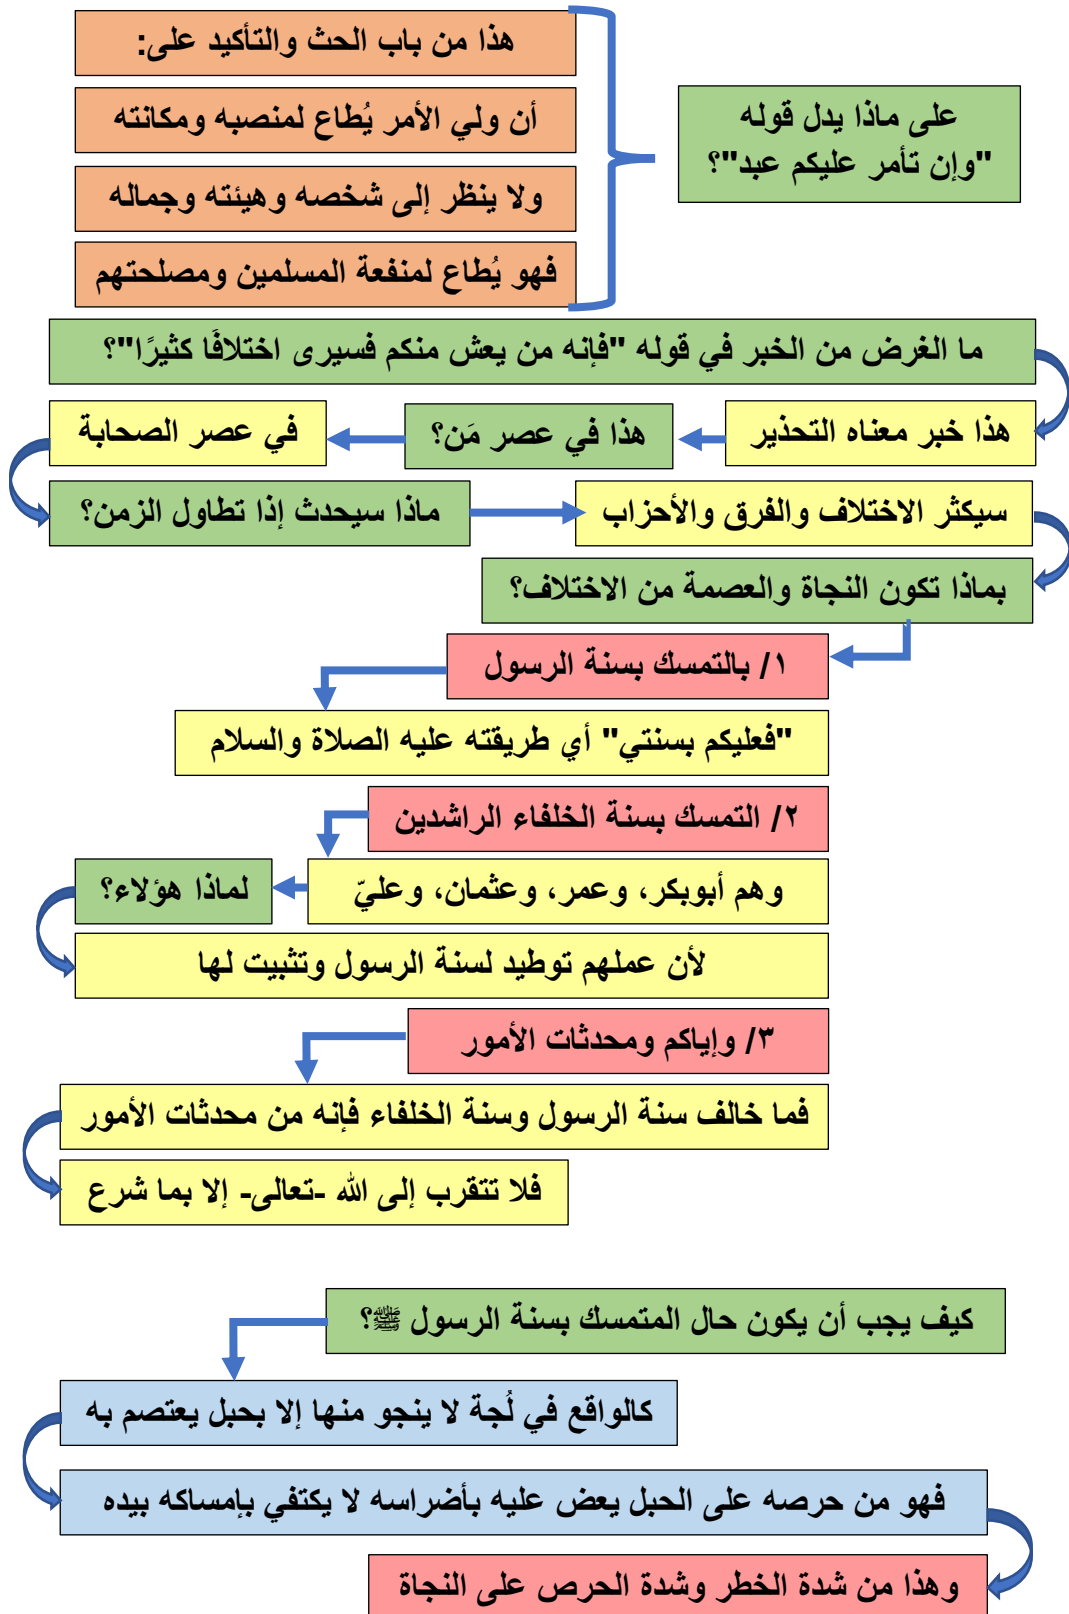 على ماذا يدل قوله
"وإن تأمر عليكم عبد"؟
هذا من باب الحث والتأكيد على:
أن ولي الأمر يُطاع لمنصبه ومكانته
ولا ينظر إلى شخصه وهيئته وجماله
فهو يُطاع لمنفعة المسلمين ومصلحتهم
ما الغرض من الخبر في قوله "فإنه من يعش منكم فسيرى اختلافًا كثيرًا"؟
هذا خبر معناه التحذير
هذا في عصر مَن؟
في عصر الصحابة
ماذا سيحدث إذا تطاول الزمن؟
سيكثر الاختلاف والفرق والأحزاب
بماذا تكون النجاة والعصمة من الاختلاف؟
١/ بالتمسك بسنة الرسول
"فعليكم بسنتي" أي طريقته عليه الصلاة والسلام
٢/ التمسك بسنة الخلفاء الراشدين
وهم أبوبكر، وعمر، وعثمان، وعليّ
لماذا هؤلاء؟
لأن عملهم توطيد لسنة الرسول وتثبيت لها
٣/ وإياكم ومحدثات الأمور
فما خالف سنة الرسول وسنة الخلفاء فإنه من محدثات الأمور
فلا تتقرب إلى الله -تعالى- إلا بما شرع
كيف يجب أن يكون حال المتمسك بسنة الرسول ﷺ؟
كالواقع في لُجة لا ينجو منها إلا بحبل يعتصم به
فهو من حرصه على الحبل يعض عليه بأضراسه لا يكتفي بإمساكه بيده
وهذا من شدة الخطر وشدة الحرص على النجاة